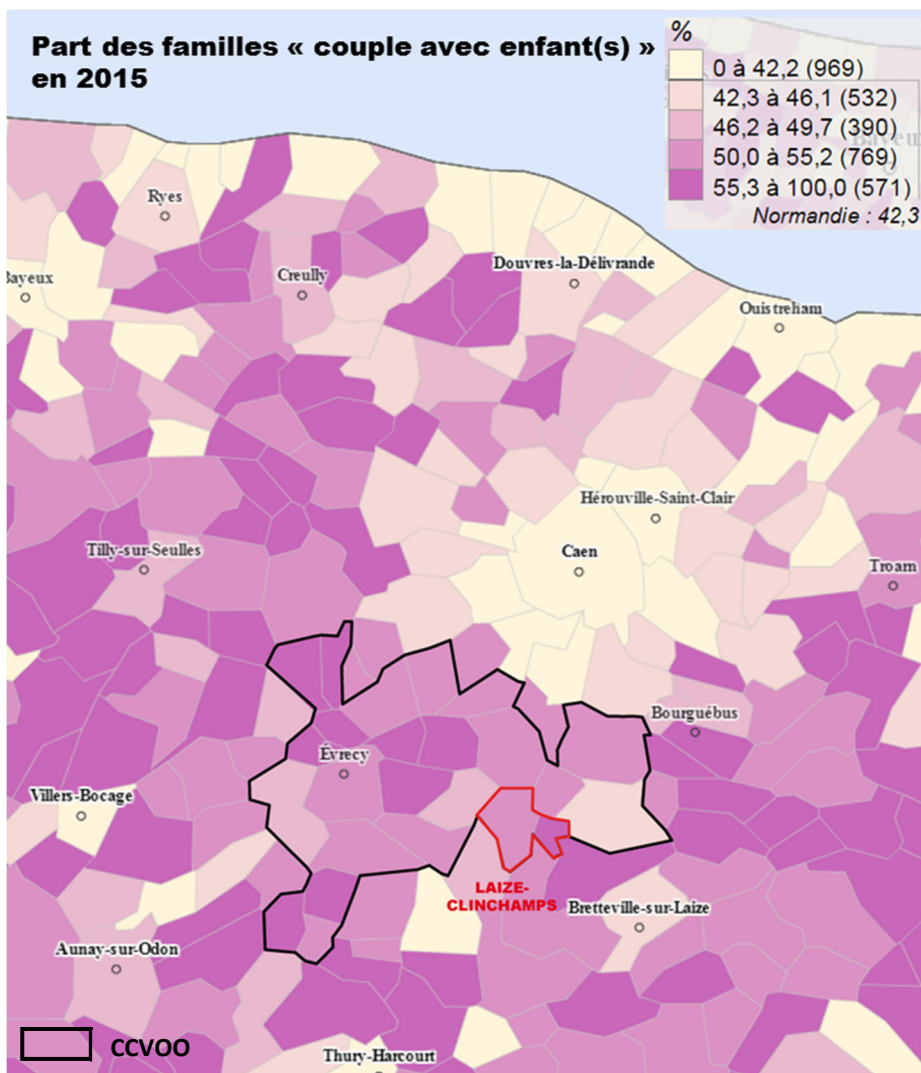 Part des familles « couple avec enfant(s) »
en 2015
%
0 à 42,2 (969)
42,3 à 46,1 (532)
46,2 à 49,7 (390)
50,0 à 55,2 (769)
55,3 à 100,0 (571)
Normandie : 42,3
Ryes
Bayeux
Creully
Douvres-la-Délivrande
Ouistreham
Hérouville-Saint-Clair
Caen
Tilly-sur-Seulles
Troarn
Bourguébus
Évrecy
Villers-Bocage
LAIZE-
CLINCHAMPS
Bretteville-sur-Laize
Aunay-sur-Odon
CCVOO
Thury-Harcourt